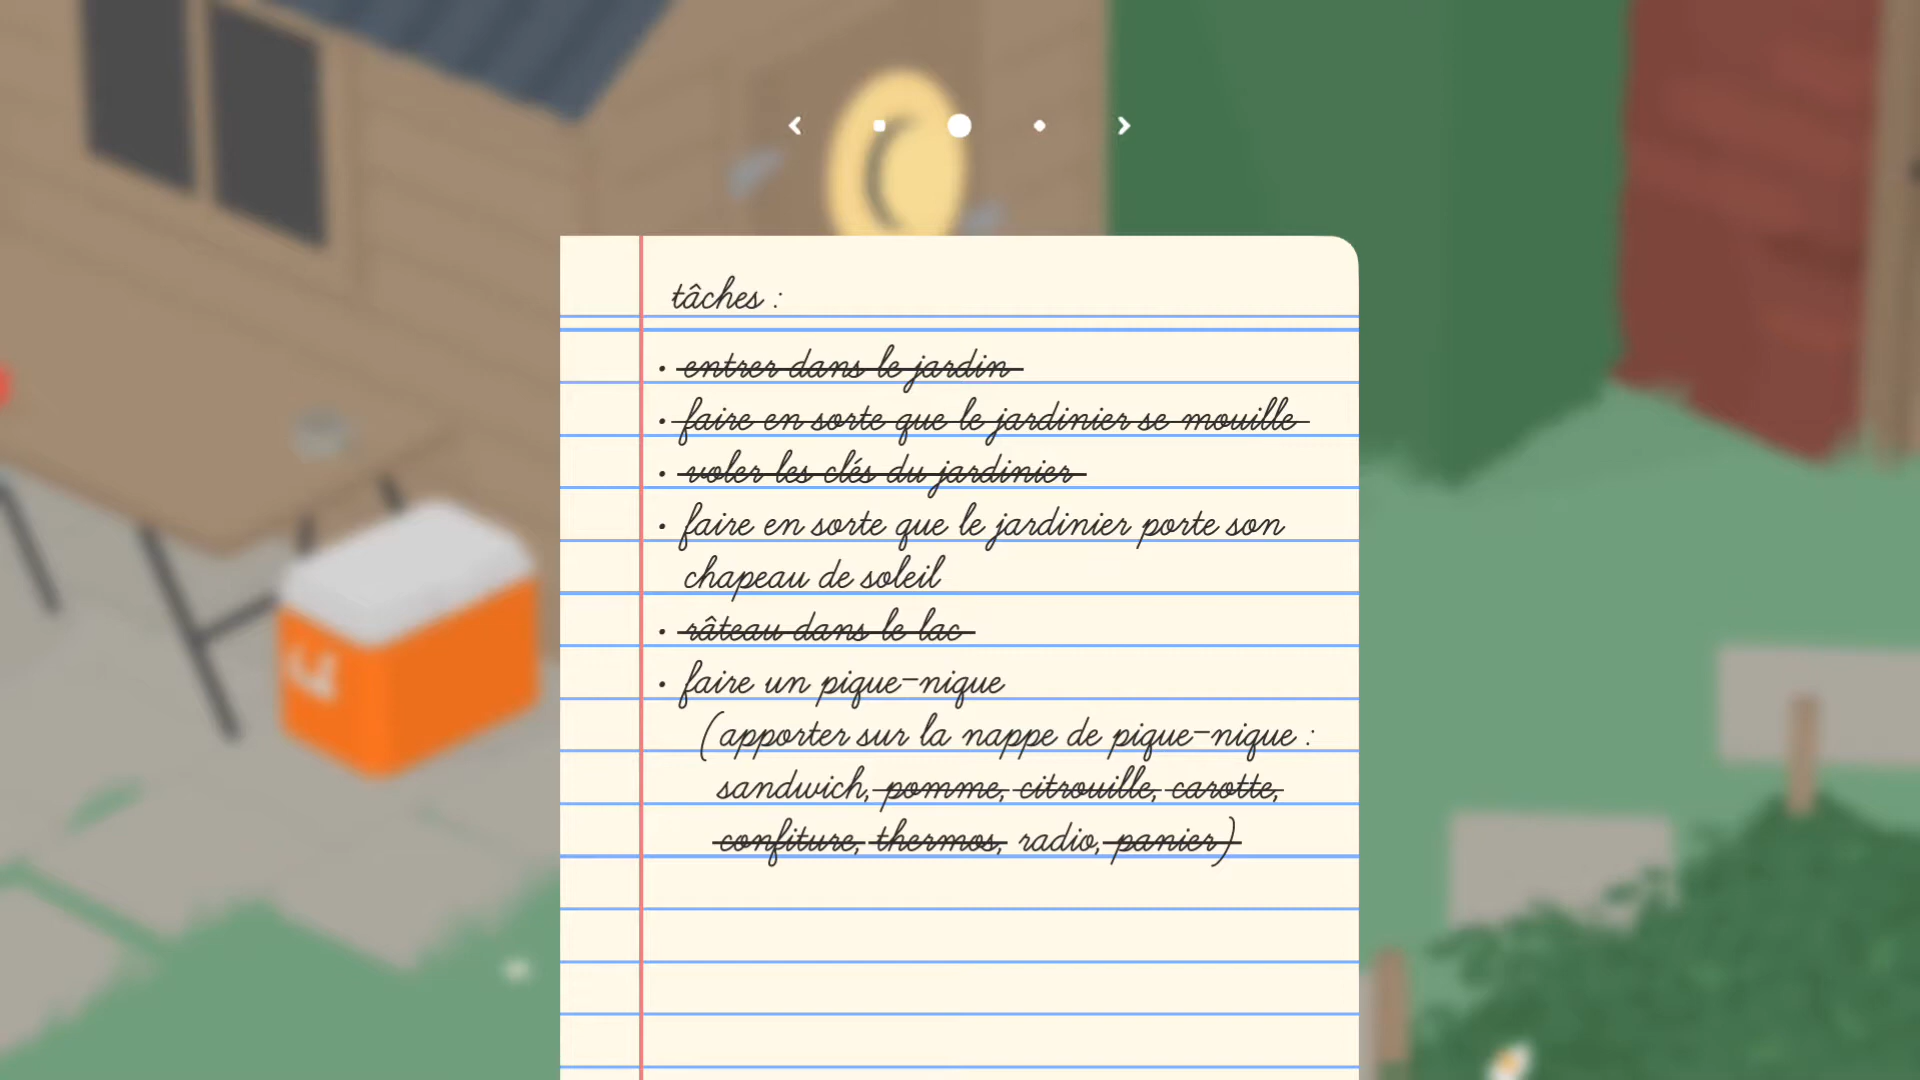 tâches :
• entrer dans le jardin
• faire en sorte que le jardinier se mouille
• voler les clés du jardinier
• faire en sorte que le jardinier porte son
chapeau de soleil
• râteau dans le lac
• faire un pique-nique
(apporter sur la nappe de pique-nique :
sandwich, pomme, citrouille, carotte,
confiture, thermos, radio, panier)
4